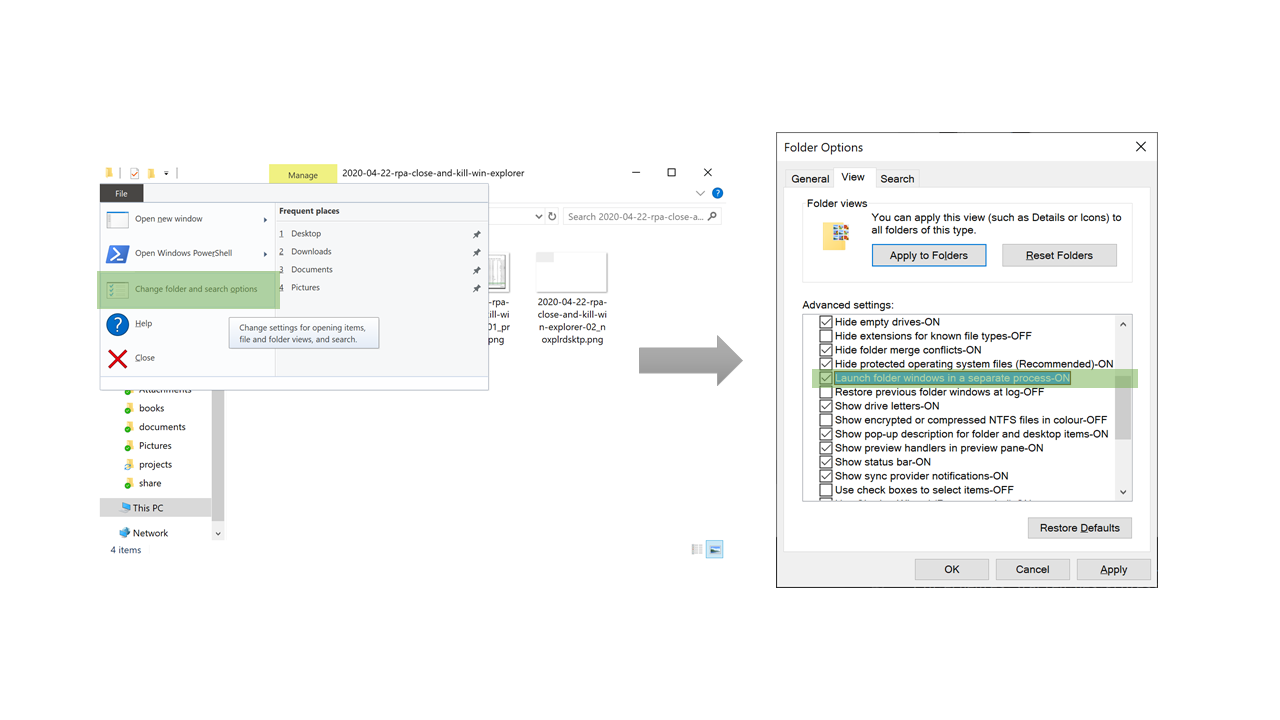 Manage
2020-04-22-rpa-close-and-kill-win-explorer
File
Open new window
Open Windows PowerShell
Change folder and search options
Help
Close
Frequent places
1 Desktop
2 Downloads
3 Documents
4 Pictures
Change settings for opening items,
file and folder views, and search.
Search 2020-04-22-rpa-close-a...
-rpa-
ill-wi
01_pr
png
2020-04-22-rpa-
close-and-kill-wi
n-explorer-02_n
oxplrdsktp.png
Attachments
books
documents
Pictures
projects
share
This PC
Network
4 items
Folder Options
General
View
Search
Folder views
You can apply this view (such as Details or Icons) to
all folders of this type.
Apply to Folders
Reset Folders
Advanced settings:
Hide empty drives-ON
Hide extensions for known file types-OFF
Hide folder merge conflicts-ON
Hide protected operating system files (Recommended)-ON
Launch folder windows in a separate process-ON
Restore previous folder windows at log-OFF
Show drive letters-ON
Show encrypted or compressed NTFS files in colour-OFF
Show pop-up description for folder and desktop items-ON
Show preview handlers in preview pane-ON
Show status bar-ON
Show sync provider notifications-ON
Use check boxes to select items-OFF
Restore Defaults
OK
Cancel
Apply